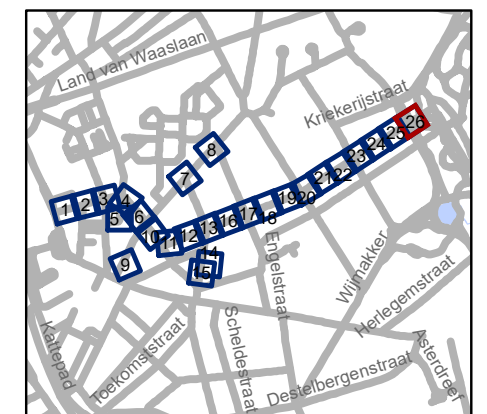 Land van Waaslaan
Kriekerijstraat
26
25
24
23
22
21
20
19
18
17
16
13
12
11
10
8
7
1
2
3
4
5
6
9
14
15
Engelstraat
Wijmakker
Herlegemstraat
Kattepad
Toekomststraat
Scheldestraat
Destelbergenstraat
Asterdreef